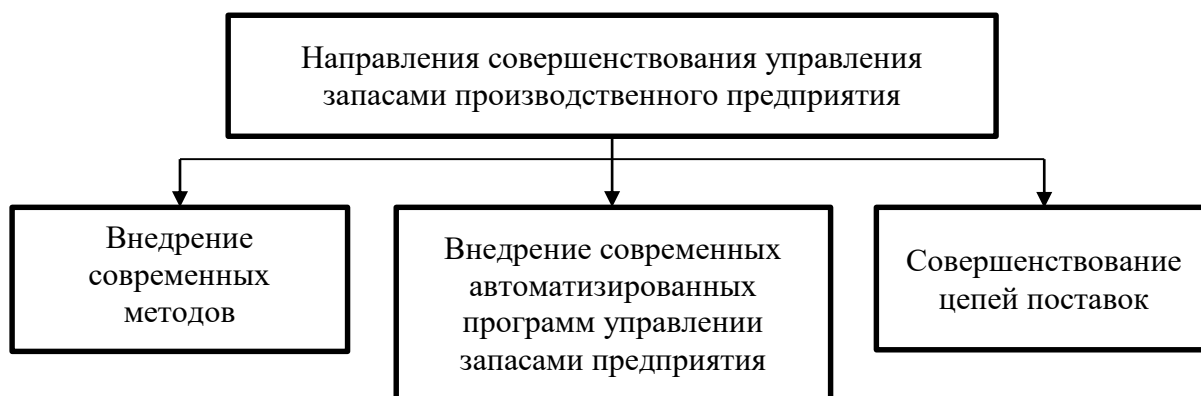 Направления совершенствования управления
запасами производственного предприятия
Внедрение
современных
методов
Внедрение современных
автоматизированных
программ управлении
запасами предприятия
Совершенствование
цепей поставок